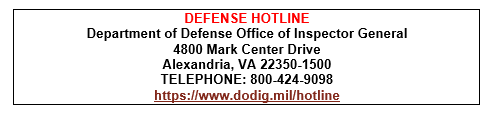 DEFENSE HOTLINE
Department of Defense Office of Inspector General
4800 Mark Center Drive
Alexandria, VA 22350-1500
TELEPHONE: 800-424-9098
https://www.dodig.mil/hotline